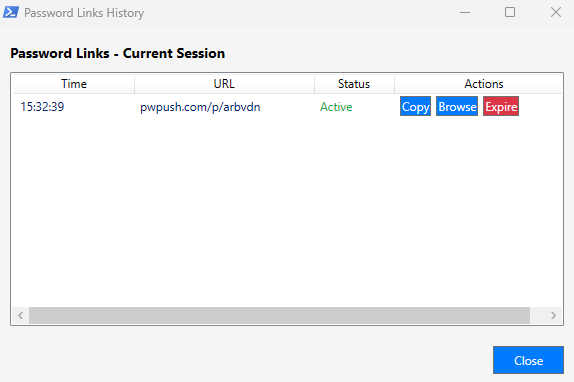 Password Links History
Password Links - Current Session
Time URL Status Actions
15:32:39 pwpush.com/p/arbvdn Active Copy Browse Expire
Close